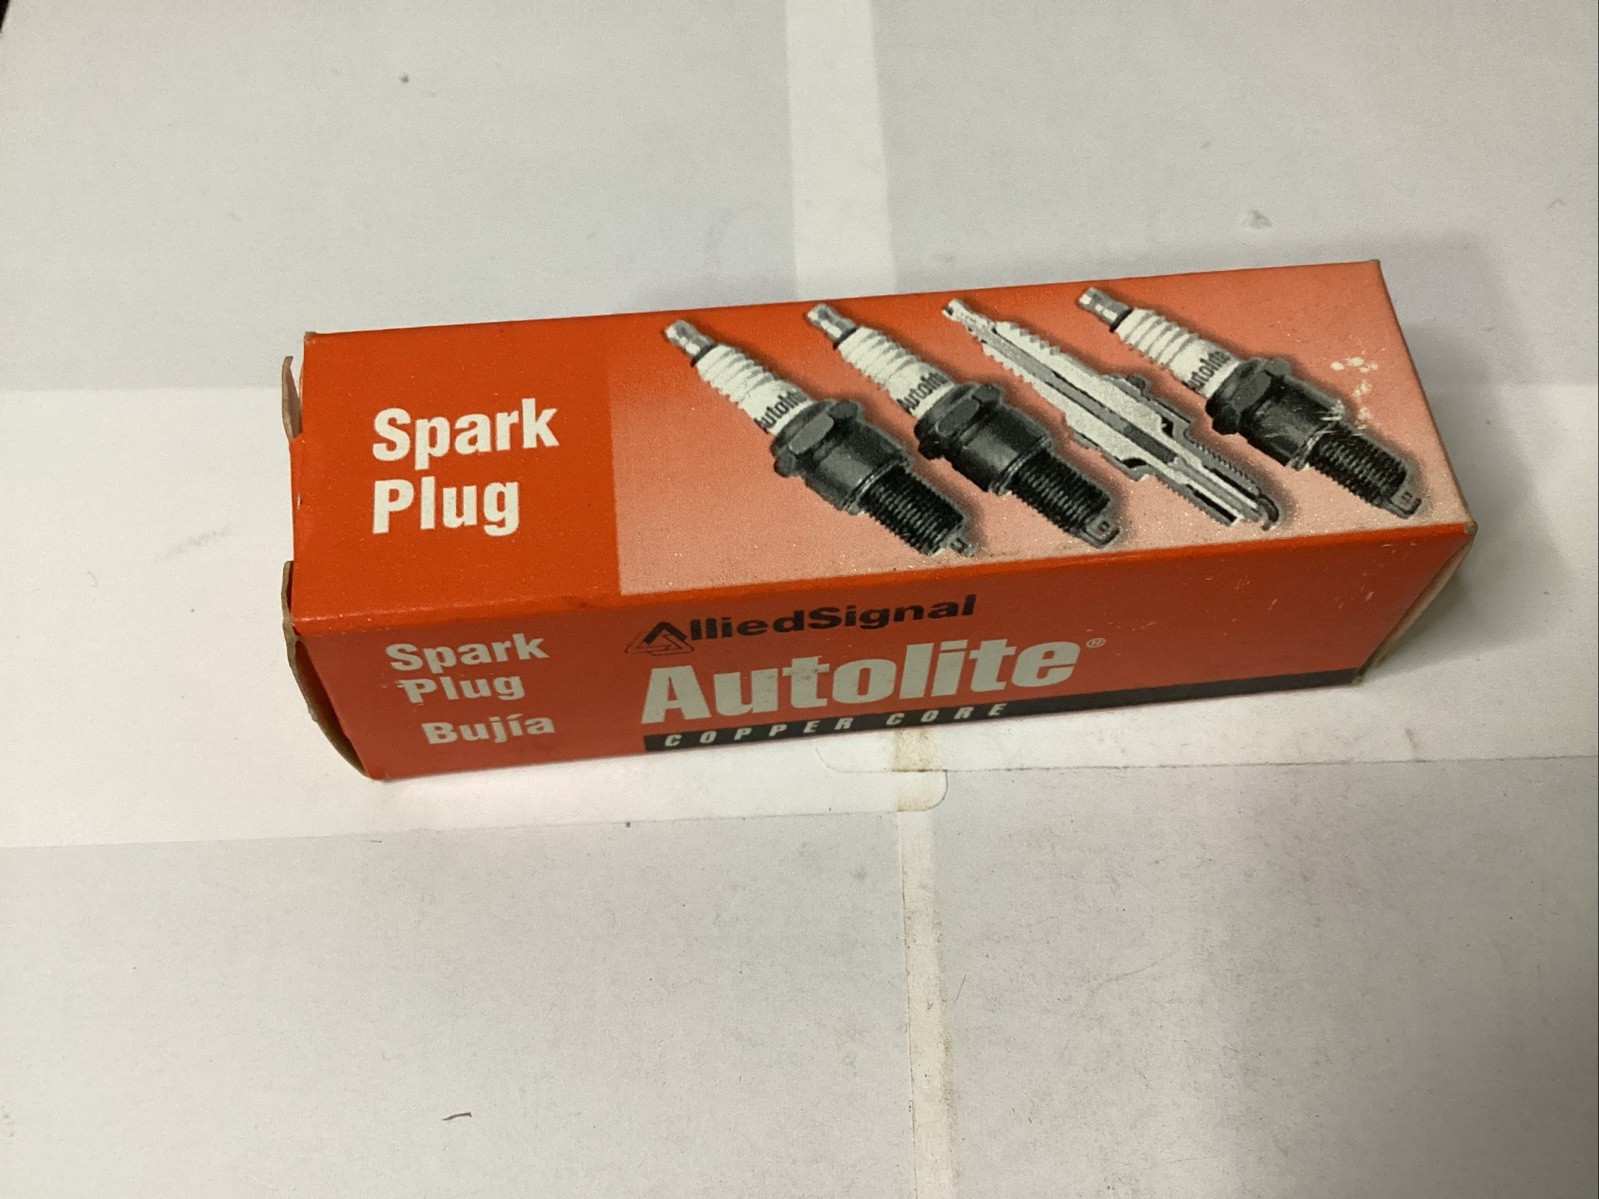 Spark
Plug
Autolite
Autolite
Autolite
Spark
Plug
Bujía
AlliedSignal
Autolite®
COPPER CORE